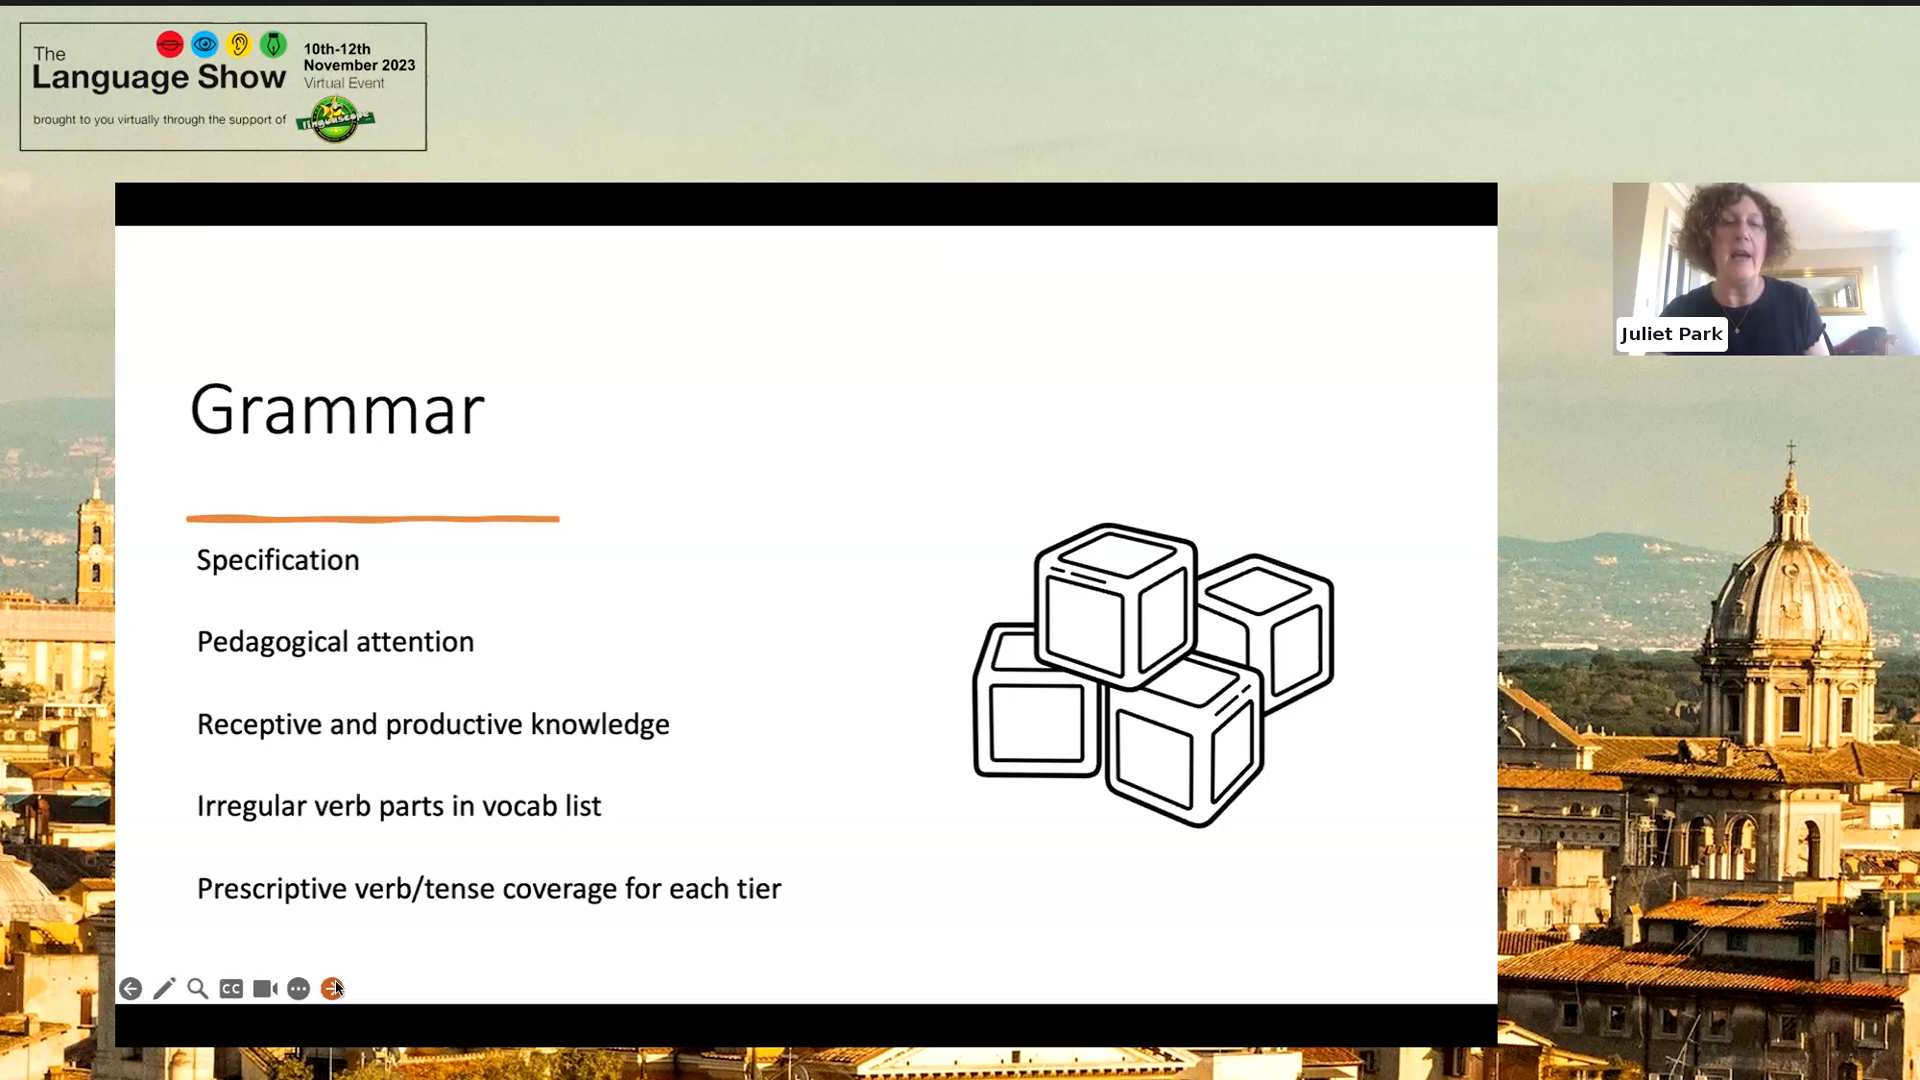 The
Language Show
10th-12th
November 2023
Virtual Event
brought to you virtually through the support of
linguascope
Juliet Park
Grammar
Specification
Pedagogical attention
Receptive and productive knowledge
Irregular verb parts in vocab list
Prescriptive verb/tense coverage for each tier
CC